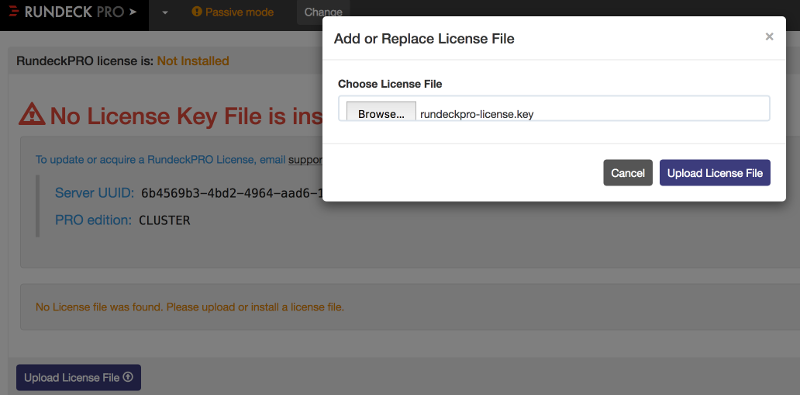 RUNDECK PRO
Passive mode
Change
RundeckPRO license is: Not Installed
No License Key File is
To update or acquire a RundeckPRO License, email
Server UUID: 6b4569b3-4bd2-4964-aad6-
PRO edition: CLUSTER
No License file was found. Please upload or install a license file.
Upload License File
Add or Replace License File
×
Choose License File
Browse... rundeckpro-license.key
Cancel
Upload License File